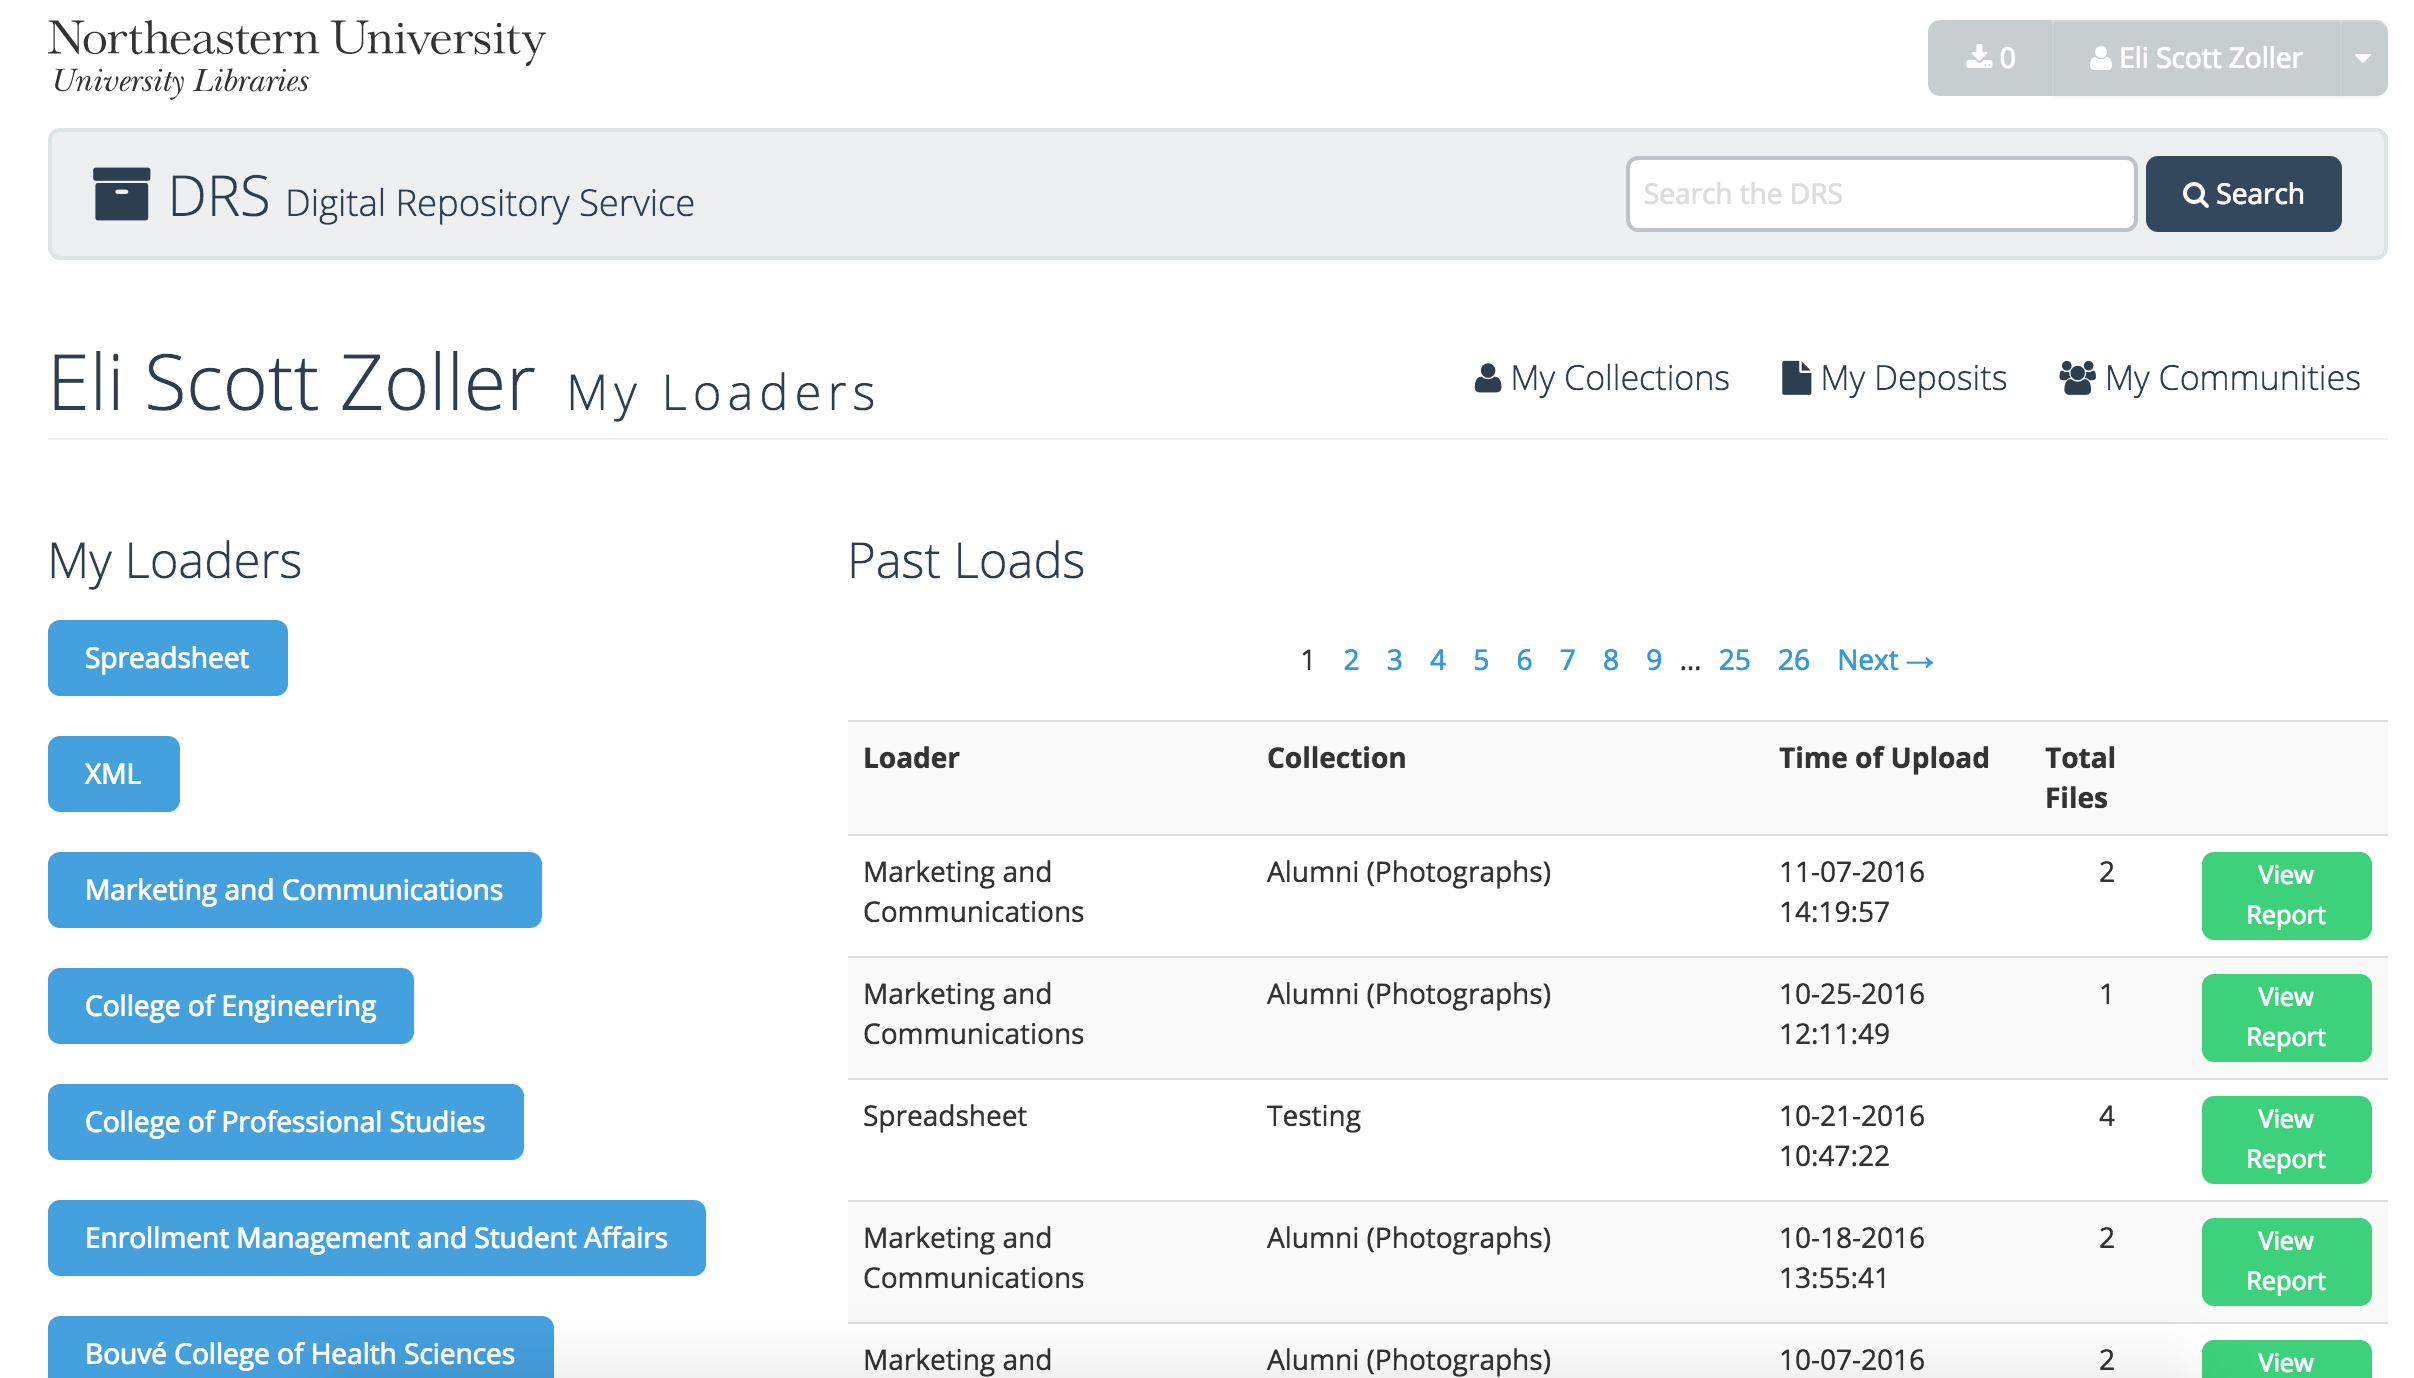 Northeastern University
University Libraries
0
Eli Scott Zoller
DRS Digital Repository Service
Search the DRS
Search
Eli Scott Zoller My Loaders
My Collections
My Deposits
My Communities
My Loaders
Spreadsheet
XML
Marketing and Communications
College of Engineering
College of Professional Studies
Enrollment Management and Student Affairs
Bouvé College of Health Sciences
Past Loads
1 2 3 4 5 6 7 8 9 ... 25 26 Next →
Loader Collection Time of Upload Total
Files
Marketing and Alumni (Photographs) 11-07-2016 2 View
Communications 14:19:57 Report
Marketing and Alumni (Photographs) 10-25-2016 1 View
Communications 12:11:49 Report
Spreadsheet Testing 10-21-2016 4 View
10:47:22 Report
Marketing and Alumni (Photographs) 10-18-2016 2 View
Communications 13:55:41 Report
Marketing and Alumni (Photographs) 10-07-2016 2 View